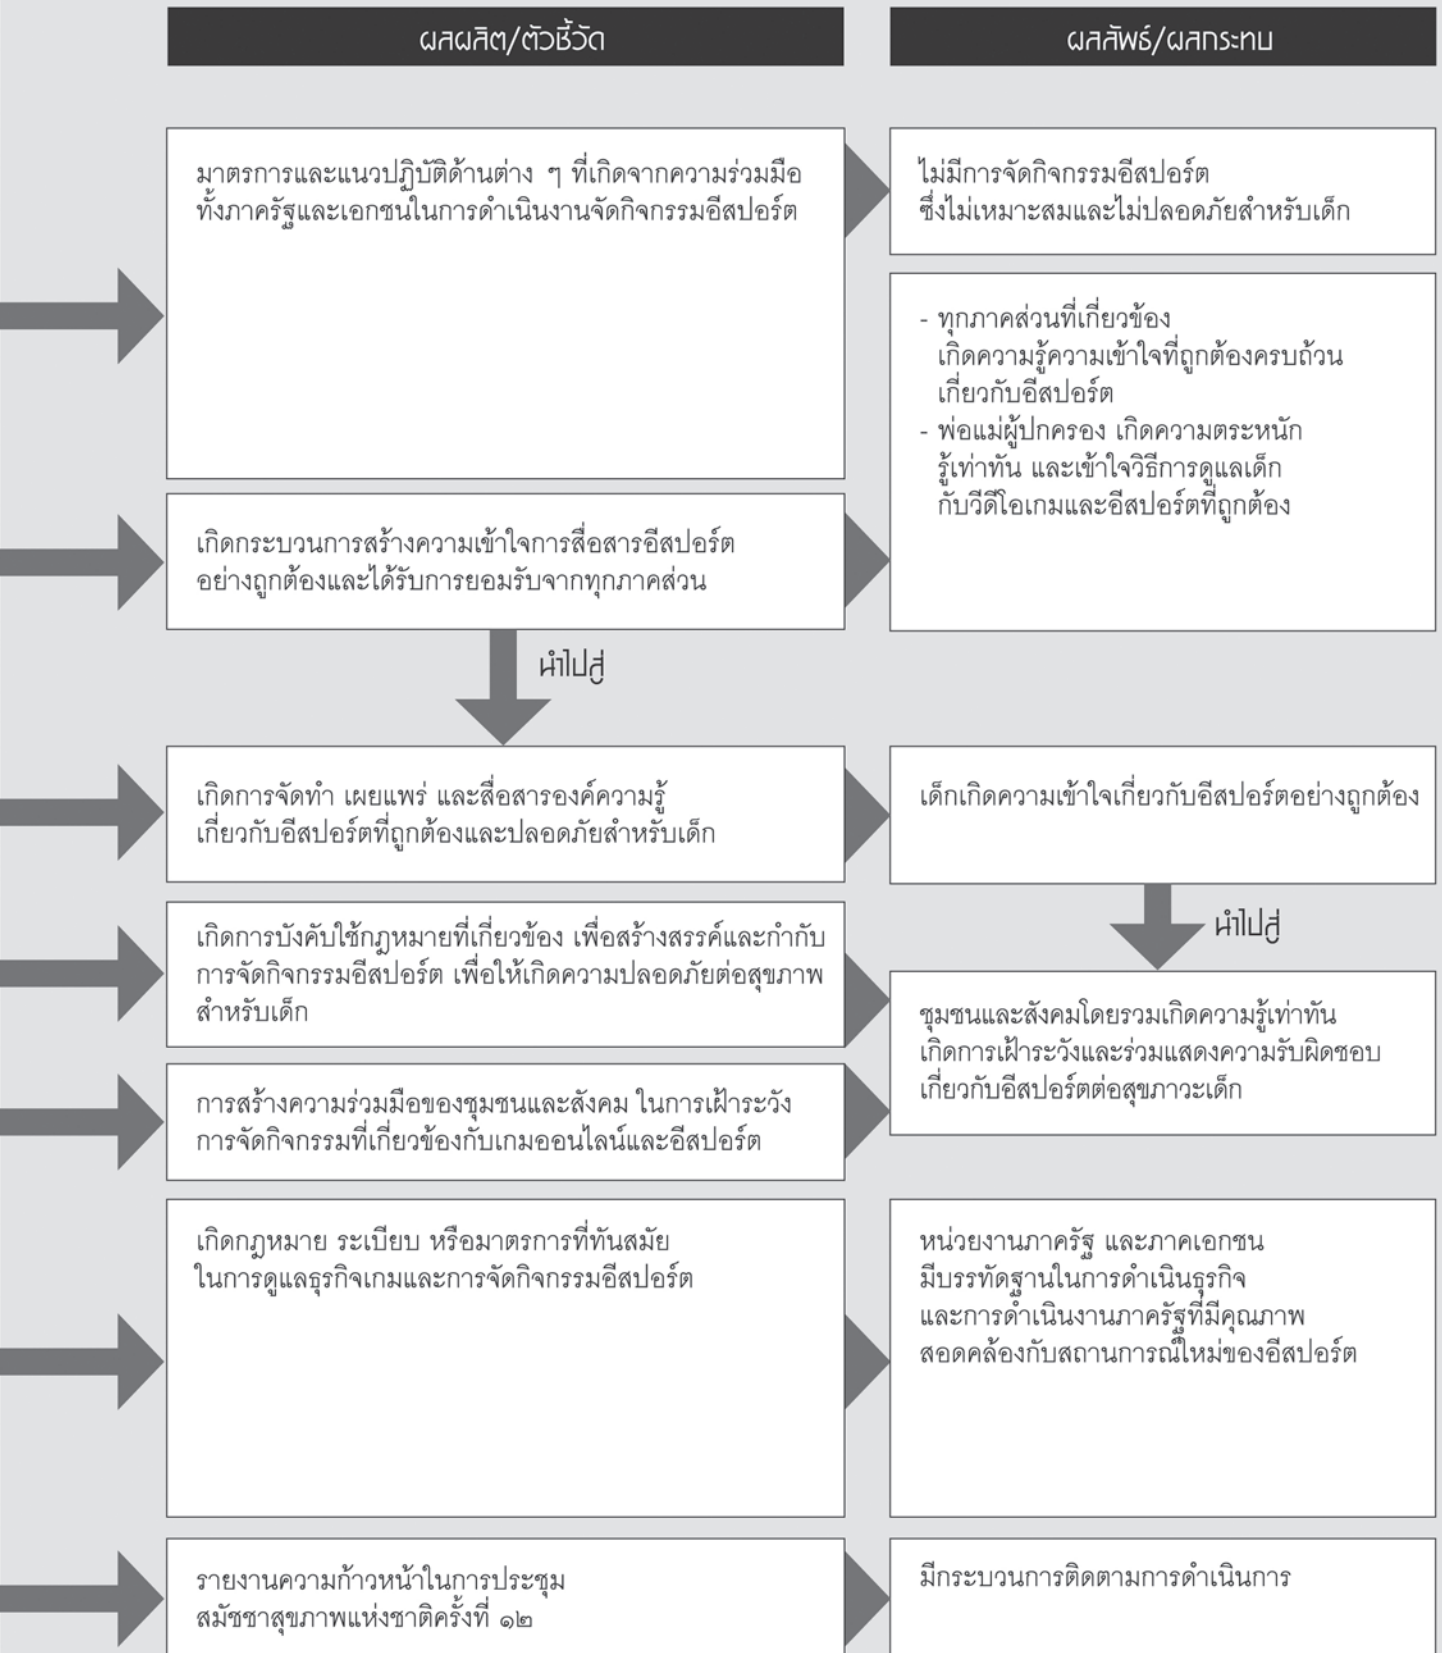 ผลผลิต/ตัวชี้วัด
ผลลัพธ์/ผลกระทบ
มาตรการและแนวปฏิบัติด้านต่าง ๆ ที่เกิดจากความร่วมมือ
ทั้งภาครัฐและเอกชนในการดำเนินงานจัดกิจกรรมอีสปอร์ต
ไม่มีการจัดกิจกรรมอีสปอร์ต
ซึ่งไม่เหมาะสมและไม่ปลอดภัยสำหรับเด็ก
- ทุกภาคส่วนที่เกี่ยวข้อง
เกิดความรู้ความเข้าใจที่ถูกต้องครบถ้วน
เกี่ยวกับอีสปอร์ต
- พ่อแม่ผู้ปกครอง เกิดความตระหนัก
รู้เท่าทัน และเข้าใจวิธีการดูแลเด็ก
กับวีดีโอเกมและอีสปอร์ตที่ถูกต้อง
เกิดกระบวนการสร้างความเข้าใจการสื่อสารอีสปอร์ต
อย่างถูกต้องและได้รับการยอมรับจากทุกภาคส่วน
นำไปสู่
เกิดการจัดทำ เผยแพร่ และสื่อสารองค์ความรู้
เกี่ยวกับอีสปอร์ตที่ถูกต้องและปลอดภัยสำหรับเด็ก
เด็กเกิดความเข้าใจเกี่ยวกับอีสปอร์ตอย่างถูกต้อง
นำไปสู่
เกิดการบังคับใช้กฎหมายที่เกี่ยวข้อง เพื่อสร้างสรรค์และกำกับ
การจัดกิจกรรมอีสปอร์ต เพื่อให้เกิดความปลอดภัยต่อสุขภาพ
สำหรับเด็ก
ชุมชนและสังคมโดยรวมเกิดความรู้เท่าทัน
เกิดการเฝ้าระวังและร่วมแสดงความรับผิดชอบ
เกี่ยวกับอีสปอร์ตต่อสุขภาวะเด็ก
การสร้างความร่วมมือของชุมชนและสังคม ในการเฝ้าระวัง
การจัดกิจกรรมที่เกี่ยวข้องกับเกมออนไลน์และอีสปอร์ต
เกิดกฎหมาย ระเบียบ หรือมาตรการที่ทันสมัย
ในการดูแลธุรกิจเกมและการจัดกิจกรรมอีสปอร์ต
หน่วยงานภาครัฐ และภาคเอกชน
มีบรรทัดฐานในการดำเนินธุรกิจ
และการดำเนินงานภาครัฐที่มีคุณภาพ
สอดคล้องกับสถานการณ์ใหม่ของอีสปอร์ต
รายงานความก้าวหน้าในการประชุม
สมัชชาสุขภาพแห่งชาติครั้งที่ ๑๒
มีกระบวนการติดตามการดำเนินการ